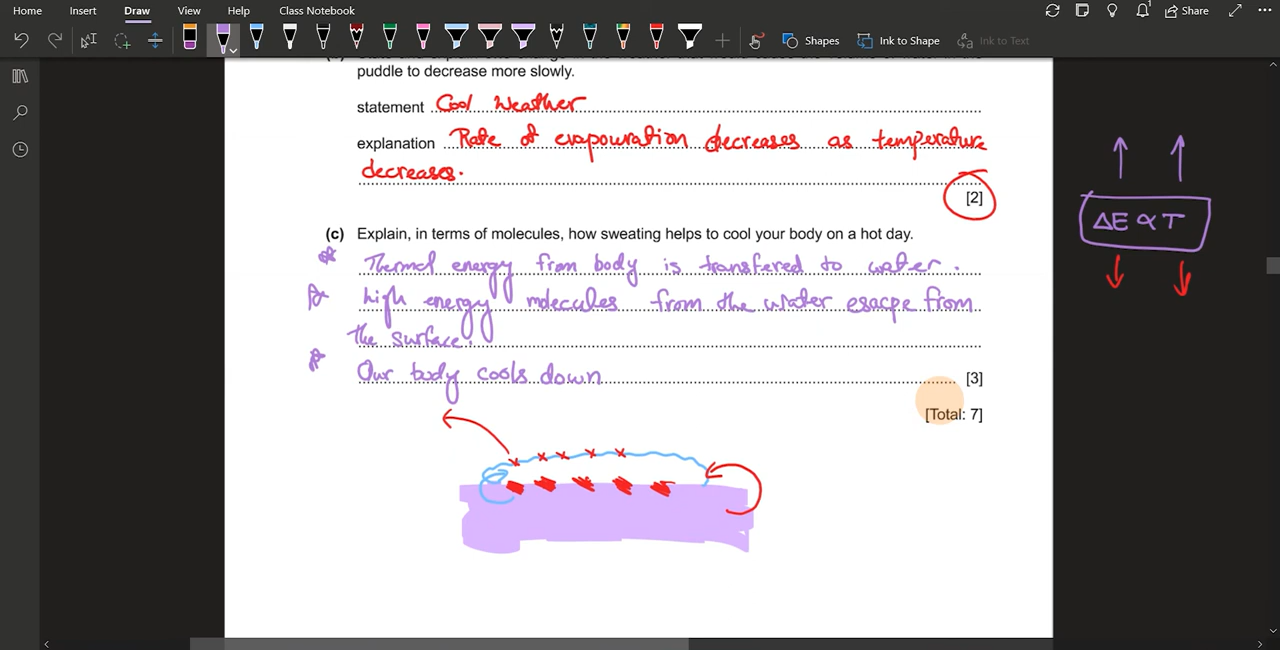 Home Insert Draw View Help Class Notebook Share
Shapes Ink to Shape Ink to Text
puddle to decrease more slowly.
statement Cool Weather
explanation Rate of evapouration decreases as temperature
decreases.
[2]
ΔE ∝ T
(c) Explain, in terms of molecules, how sweating helps to cool your body on a hot day.
Thermal energy from body is transfered to water.
high energy molecules from the water esacpe from
the surface.
Our body cools down [3]
[Total: 7]